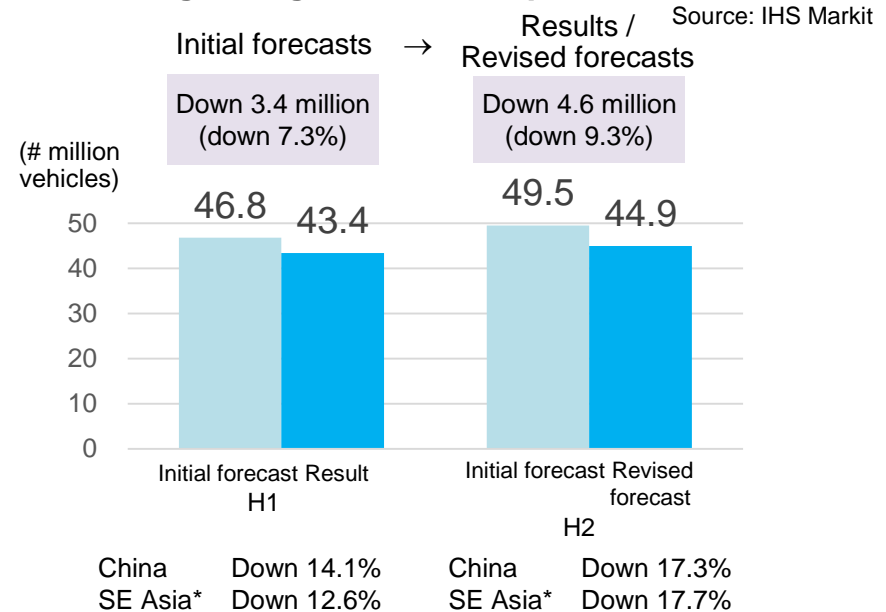 Source: IHS Markit
Initial forecasts → Results /
Revised forecasts
Down 3.4 million
(down 7.3%)
Down 4.6 million
(down 9.3%)
(# million
vehicles)
46.8
43.4
49.5
44.9
50
40
30
20
10
0
Initial forecast Result
H1
Initial forecast Revised
forecast
H2
China Down 14.1%
SE Asia* Down 12.6%
China Down 17.3%
SE Asia* Down 17.7%